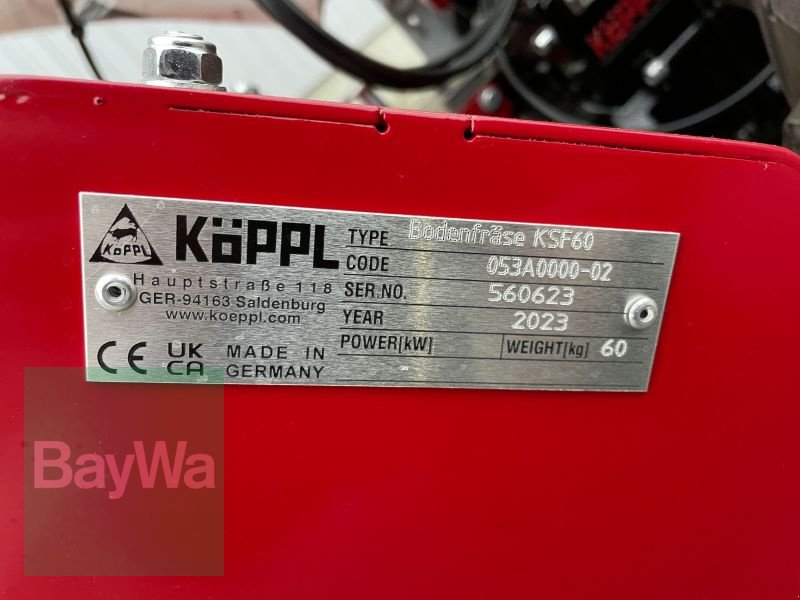 KÖPPL
KÖPPL
KÖPPL
Hauptstraße 118
GER-94163 Saldenburg
www.koeppl.com
CE UK CA MADE IN GERMANY
TYPE Bodenfräse KSF60
CODE 053A0000-02
SER.NO. 560623
YEAR 2023
POWER[kW] WEIGHT[kg] 60
BayWa